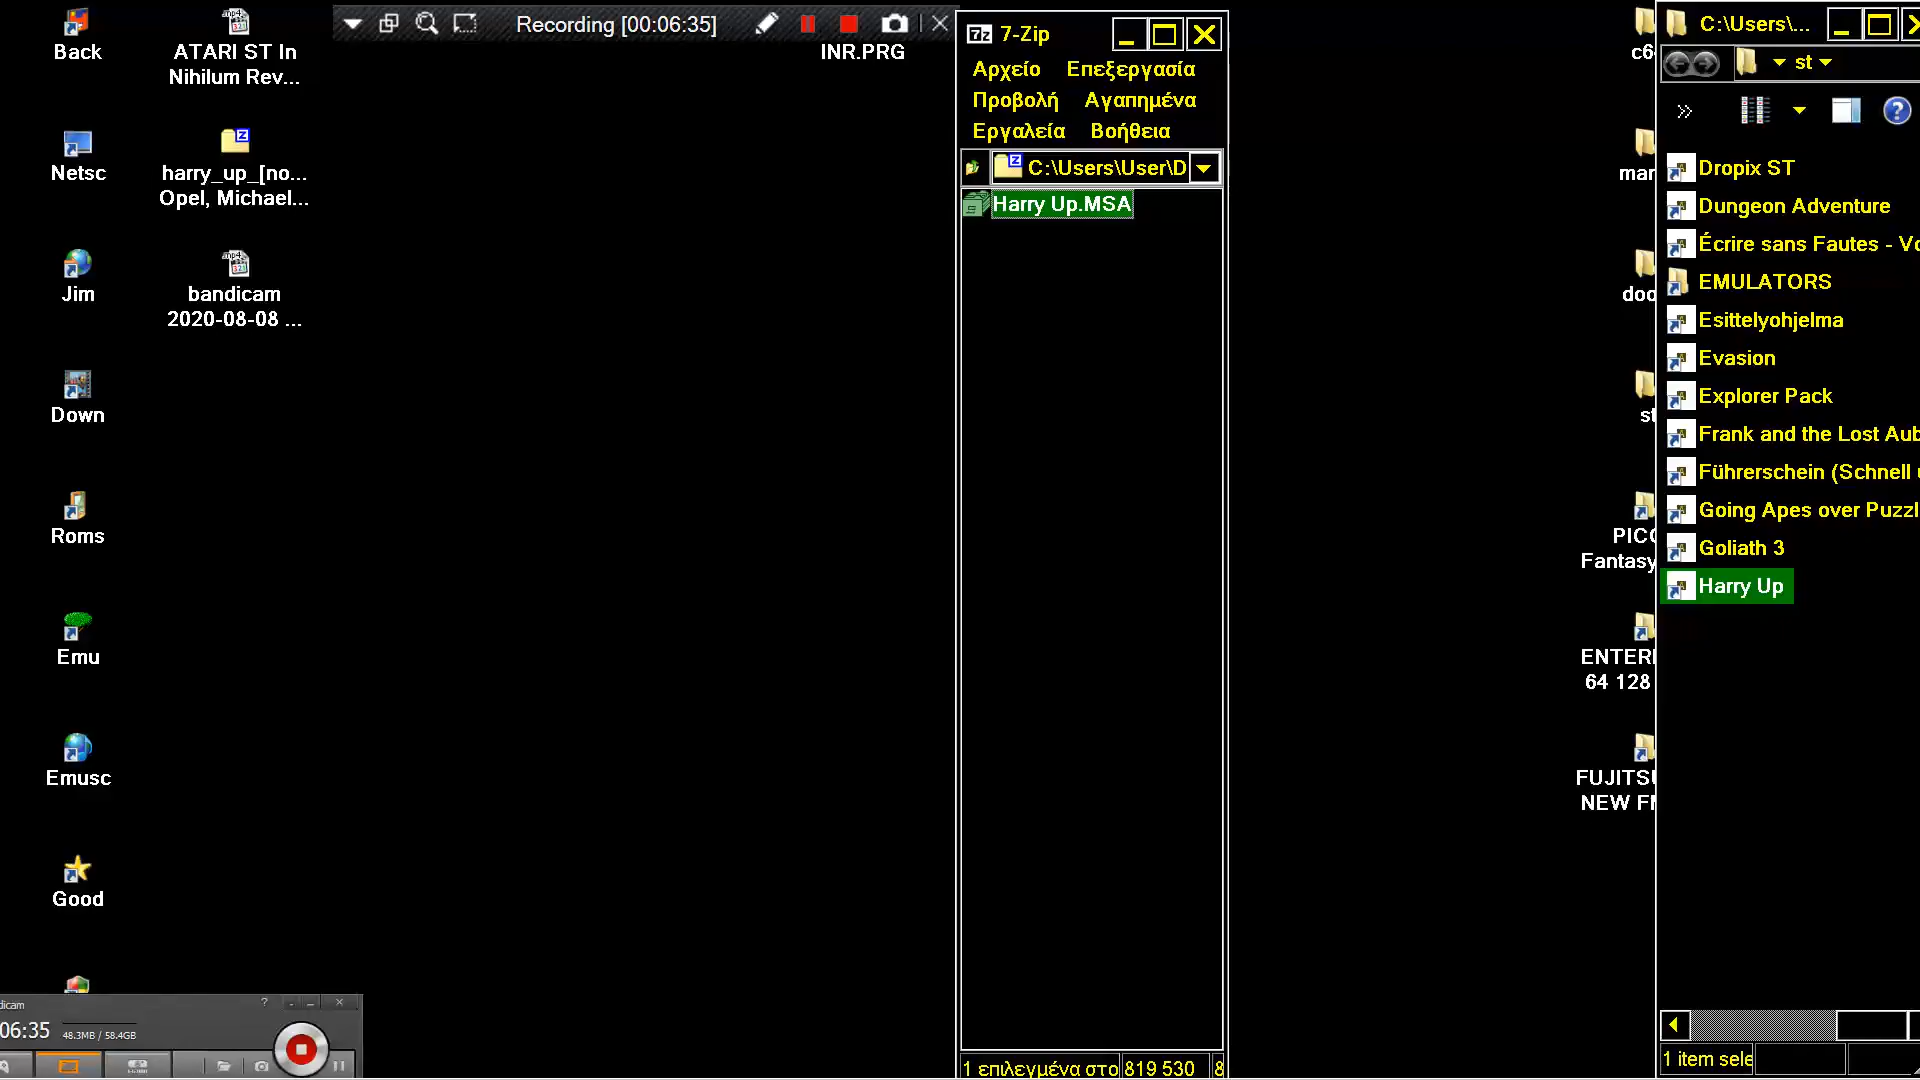 Back
Netsc
Jim
Down
Roms
Emu
Emusc
Good
ATARI ST In
Nihilum Rev...
harry_up_[no...
Opel, Michael...
bandicam
2020-08-08 ...
Recording [00:06:35]
INR.PRG
7-Zip
Αρχείο Επεξεργασία
Προβολή Αγαπημένα
Εργαλεία Βοήθεια
C:\Users\User\D
Harry Up.MSA
1 επιλεγμένα στο 819 530 8
c6
mar
doo
st
PICO
Fantasy
ENTER
64 128
FUJITSU
NEW FM
C:\Users\...
st
Dropix ST
Dungeon Adventure
Écrire sans Fautes - Vo
EMULATORS
Esittelyohjelma
Evasion
Explorer Pack
Frank and the Lost Aub
Führerschein (Schnell u
Going Apes over Puzzl
Goliath 3
Harry Up
1 item sele
dicam
06:35
48.3MB / 58.4GB